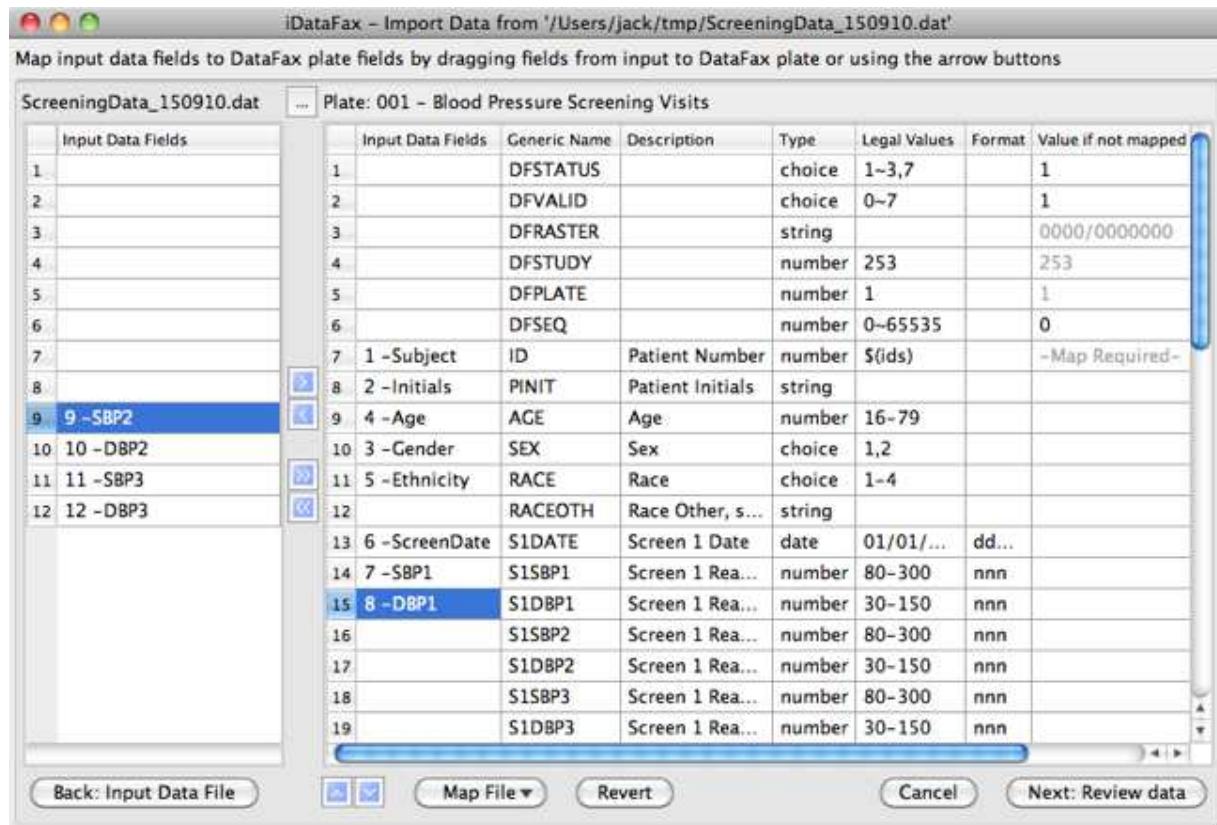 iDataFax – Import Data from '/Users/jack/tmp/ScreeningData_150910.dat'
Map input data fields to DataFax plate fields by dragging fields from input to DataFax plate or using the arrow buttons
ScreeningData_150910.dat ... Plate: 001 – Blood Pressure Screening Visits
Input Data Fields
1
2
3
4
5
6
7
8
9 9 –SBP2
10 10 –DBP2
11 11 –SBP3
12 12 –DBP3
> 
<
>>
<<
Input Data Fields Generic Name Description Type Legal Values Format Value if not mapped
1 DFSTATUS choice 1~3,7 1
2 DFVALID choice 0~7 1
3 DFRASTER string 0000/0000000
4 DFSTUDY number 253 253
5 DFPLATE number 1 1
6 DFSEQ number 0~65535 0
7 1 –Subject ID Patient Number number $(ids) –Map Required–
8 2 –Initials PINIT Patient Initials string
9 4 –Age AGE Age number 16–79
10 3 –Gender SEX Sex choice 1,2
11 5 –Ethnicity RACE Race choice 1–4
12 RACEOTH Race Other, s... string
13 6 –ScreenDate S1DATE Screen 1 Date date 01/01/... dd...
14 7 –SBP1 S1SBP1 Screen 1 Rea... number 80–300 nnn
15 8 –DBP1 S1DBP1 Screen 1 Rea... number 30–150 nnn
16 S1SBP2 Screen 1 Rea... number 80–300 nnn
17 S1DBP2 Screen 1 Rea... number 30–150 nnn
18 S1SBP3 Screen 1 Rea... number 80–300 nnn
19 S1DBP3 Screen 1 Rea... number 30–150 nnn
Back: Input Data File Map File Revert Cancel Next: Review data